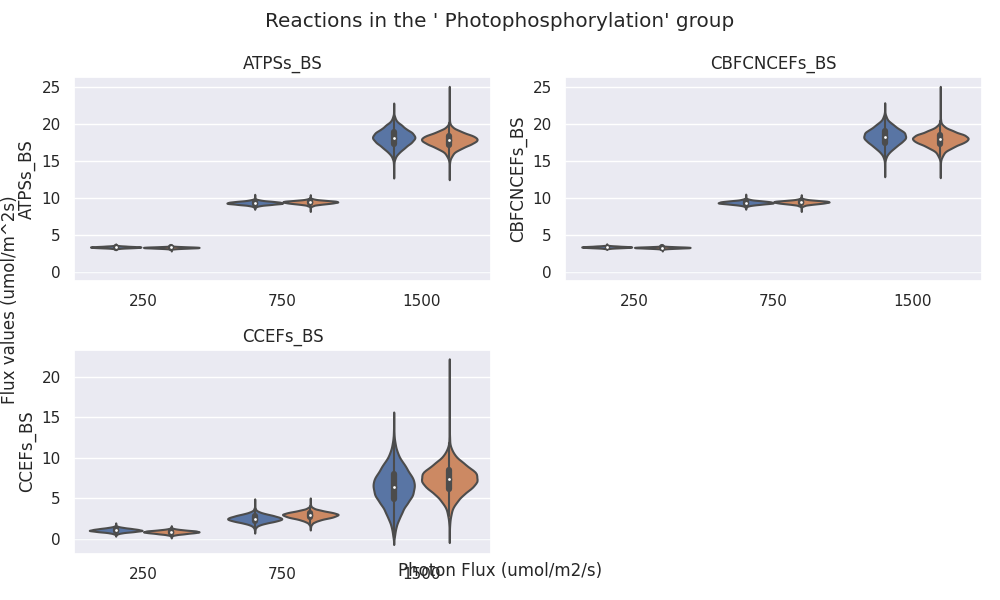 Reactions in the ' Photophosphorylation' group
ATPSs_BS
CBFCNCEFs_BS
25
20
15
10
5
0
ATPSs_BS
250
750
1500
25
20
15
10
5
0
CBFCNCEFs_BS
250
750
1500
Flux values (umol/m^2s)
CCEFs_BS
20
15
10
5
0
CCEFs_BS
250
750
1500
Photon Flux (umol/m2/s)